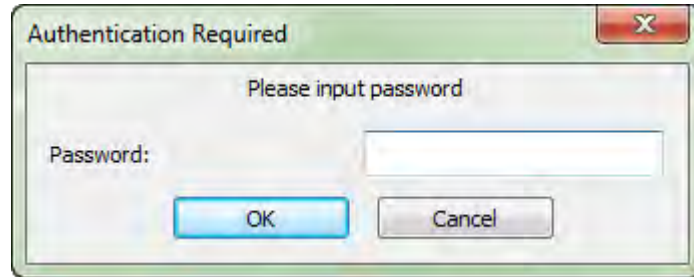 Authentication Required
Please input password
Password:
OK Cancel